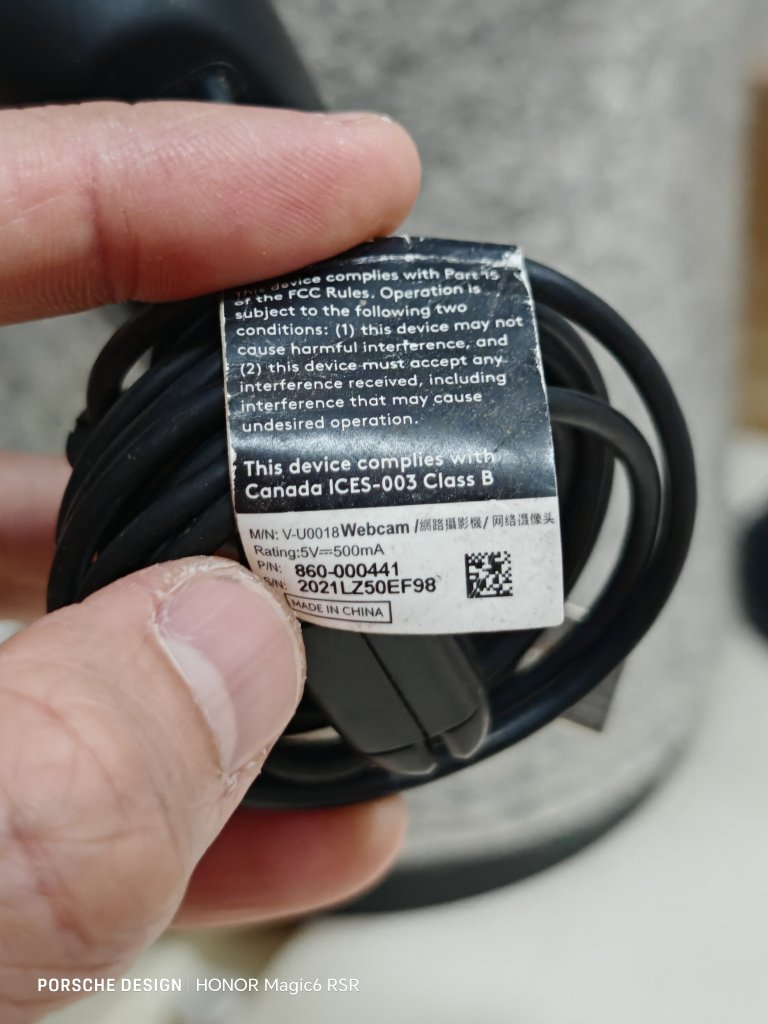 This device complies with Part is
of the FCC Rules. Operation is
subject to the following two
conditions: (1) this device may not
cause harmful interference, and
(2) this device must accept any
interference received, including
interference that may cause
undesired operation.
This device complies with
Canada ICES-003 Class B
M/N: V-U0018 Webcam /網路攝影機/ 网络摄像头
Rating:5V⎓500mA
P/N: 860-000441
S/N: 2021LZ50EF98
MADE IN CHINA
PORSCHE DESIGN | HONOR Magic6 RSR